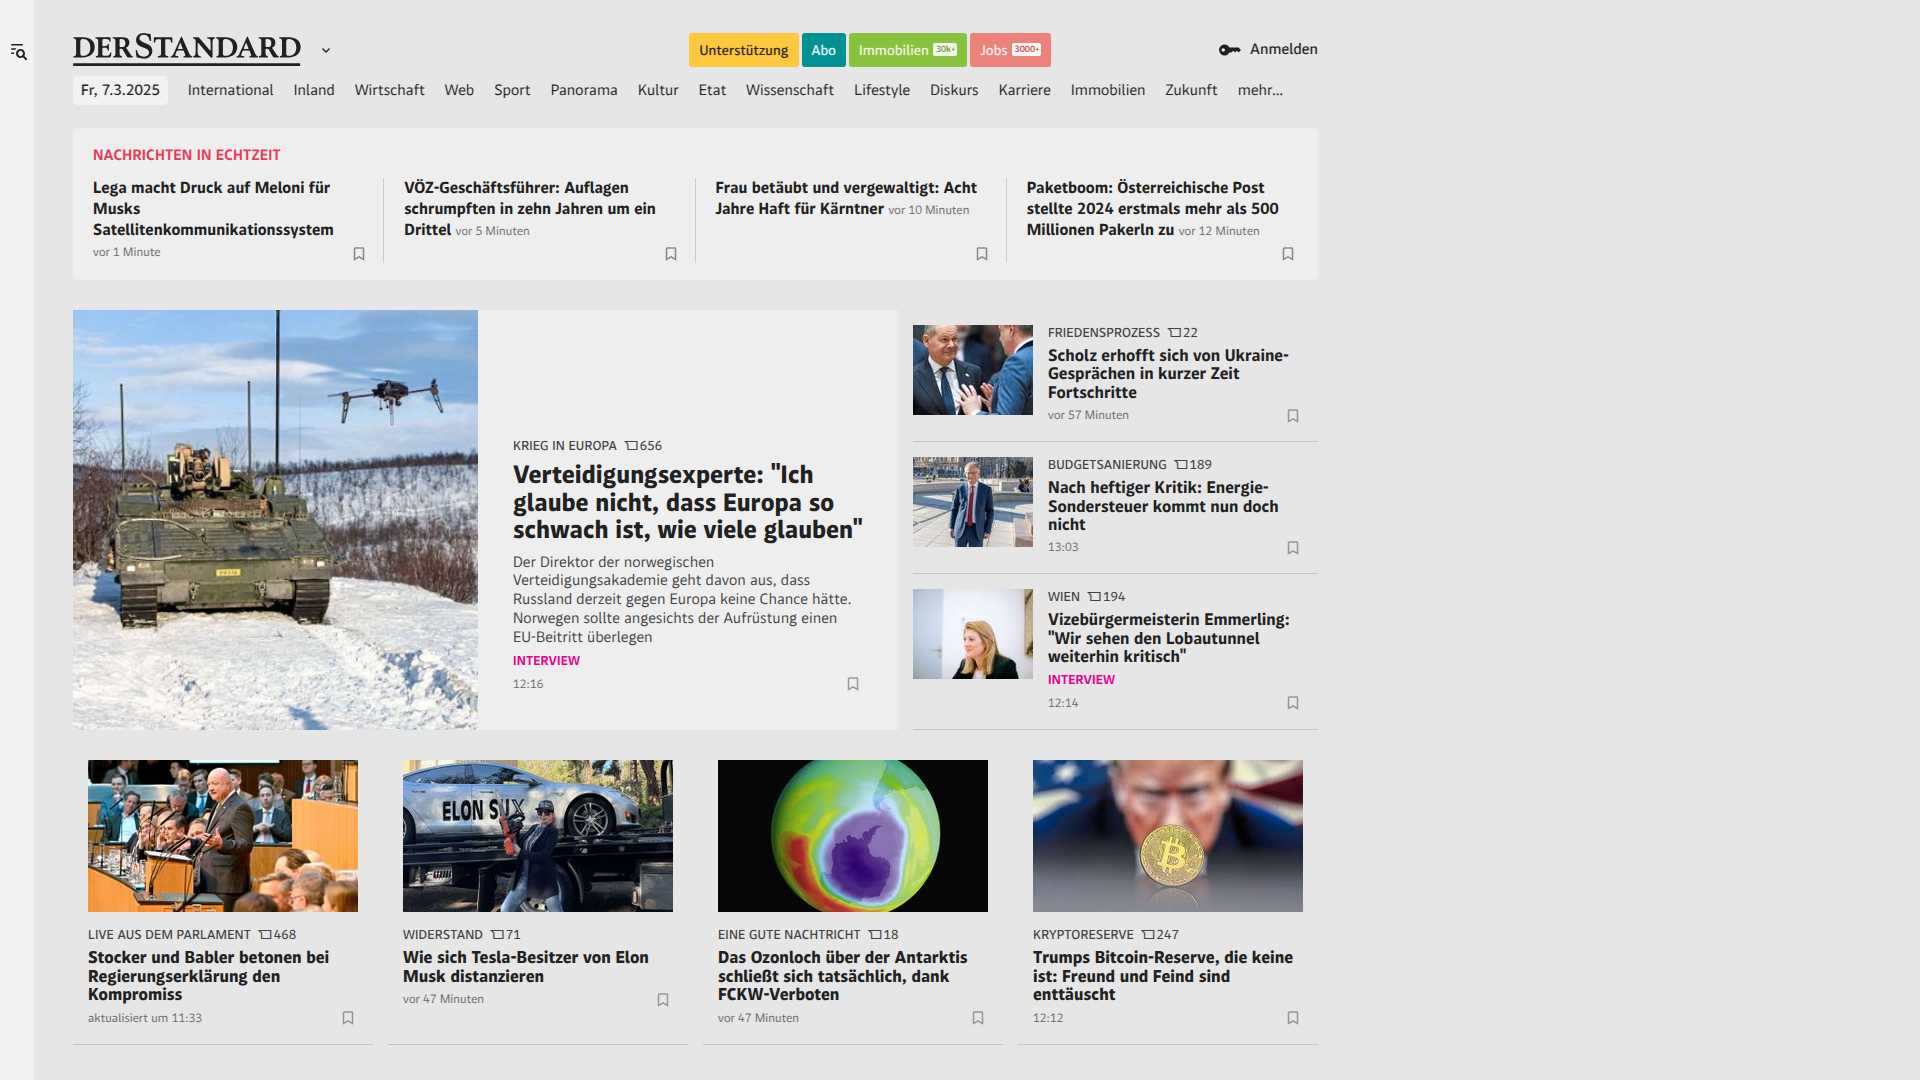 DERSTANDARD
Unterstützung
Abo
Immobilien 30k+
Jobs 3000+
Anmelden
Fr, 7.3.2025
International
Inland
Wirtschaft
Web
Sport
Panorama
Kultur
Etat
Wissenschaft
Lifestyle
Diskurs
Karriere
Immobilien
Zukunft
mehr...
NACHRICHTEN IN ECHTZEIT
Lega macht Druck auf Meloni für
Musks
Satellitenkommunikationssystem
vor 1 Minute
VÖZ-Geschäftsführer: Auflagen
schrumpften in zehn Jahren um ein
Drittel vor 5 Minuten
Frau betäubt und vergewaltigt: Acht
Jahre Haft für Kärntner vor 10 Minuten
Paketboom: Österreichische Post
stellte 2024 erstmals mehr als 500
Millionen Pakerln zu vor 12 Minuten
KRIEG IN EUROPA 656
Verteidigungsexperte: "Ich
glaube nicht, dass Europa so
schwach ist, wie viele glauben"
Der Direktor der norwegischen
Verteidigungsakademie geht davon aus, dass
Russland derzeit gegen Europa keine Chance hätte.
Norwegen sollte angesichts der Aufrüstung einen
EU-Beitritt überlegen
INTERVIEW
12:16
FRIEDENSPROZESS 22
Scholz erhofft sich von Ukraine-
Gesprächen in kurzer Zeit
Fortschritte
vor 57 Minuten
BUDGETSANIERUNG 189
Nach heftiger Kritik: Energie-
Sondersteuer kommt nun doch
nicht
13:03
WIEN 194
Vizebürgermeisterin Emmerling:
"Wir sehen den Lobautunnel
weiterhin kritisch"
INTERVIEW
12:14
LIVE AUS DEM PARLAMENT 468
Stocker und Babler betonen bei
Regierungserklärung den
Kompromiss
aktualisiert um 11:33
ELON SUX
WIDERSTAND 71
Wie sich Tesla-Besitzer von Elon
Musk distanzieren
vor 47 Minuten
EINE GUTE NACHTRICHT 18
Das Ozonloch über der Antarktis
schließt sich tatsächlich, dank
FCKW-Verboten
vor 47 Minuten
KRYPTORESERVE 247
Trumps Bitcoin-Reserve, die keine
ist: Freund und Feind sind
enttäuscht
12:12